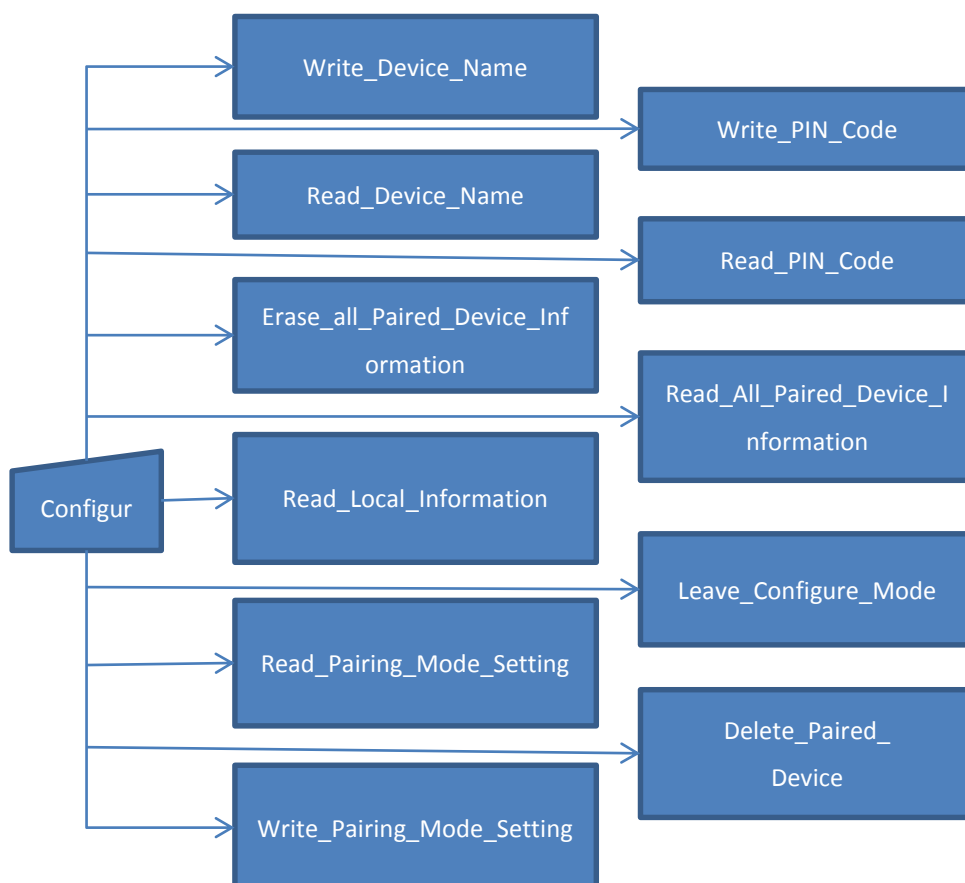 Write_Device_Name
Write_PIN_Code
Read_Device_Name
Read_PIN_Code
Erase_all_Paired_Device_Inf
ormation
Read_All_Paired_Device_I
nformation
Configur
Read_Local_Information
Leave_Configure_Mode
Read_Pairing_Mode_Setting
Delete_Paired_
Device
Write_Pairing_Mode_Setting